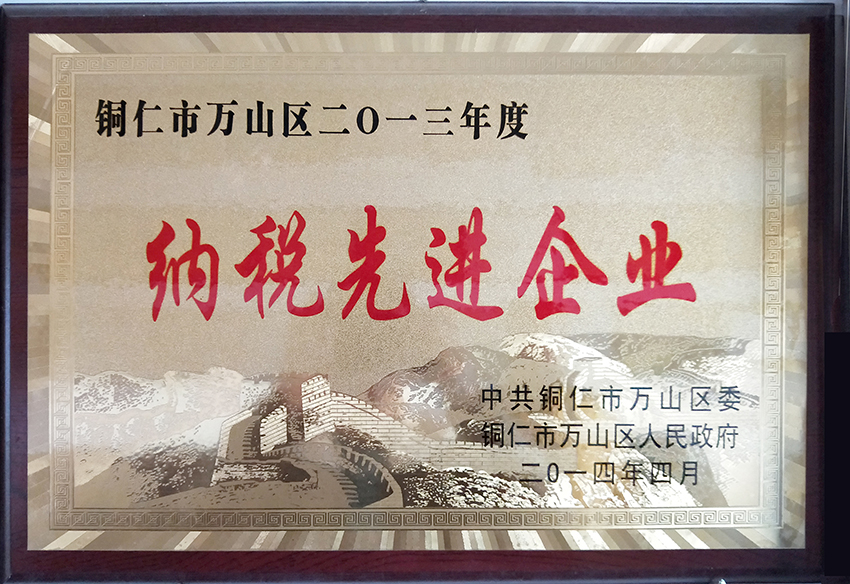 铜仁市万山区二0一三年度
纳税先进企业
中共铜仁市万山区委
铜仁市万山区人民政府
二0一四年四月